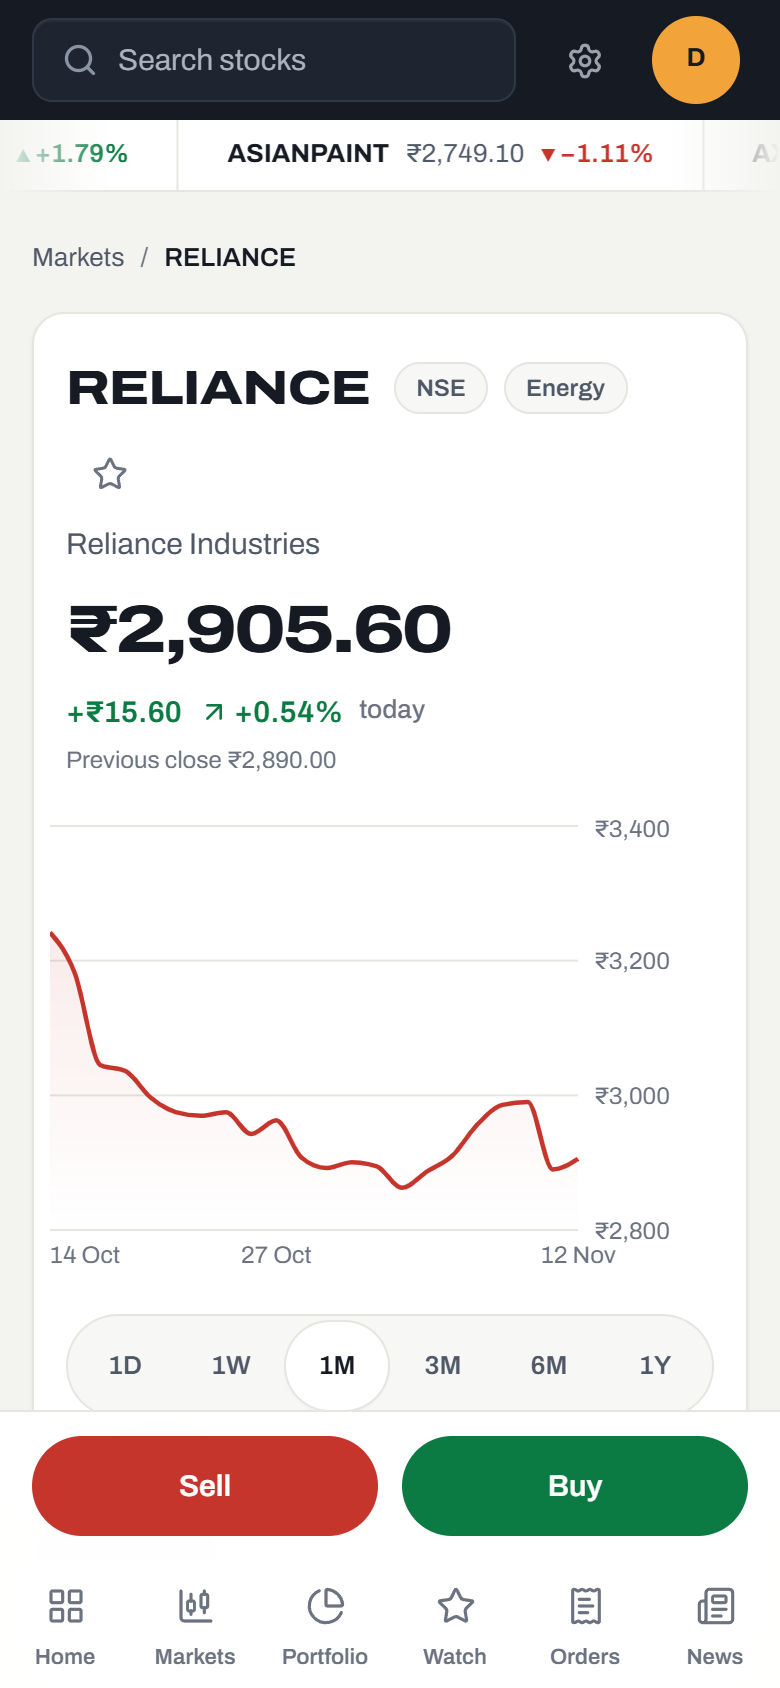 Search stocks
D
▲+1.79%
ASIANPAINT ₹2,749.10 ▼−1.11%
Markets / RELIANCE
RELIANCE NSE Energy
Reliance Industries
₹2,905.60
+₹15.60 +0.54% today
Previous close ₹2,890.00
₹3,400
₹3,200
₹3,000
₹2,800
14 Oct 27 Oct 12 Nov
1D 1W 1M 3M 6M 1Y
Sell Buy
Home Markets Portfolio Watch Orders News